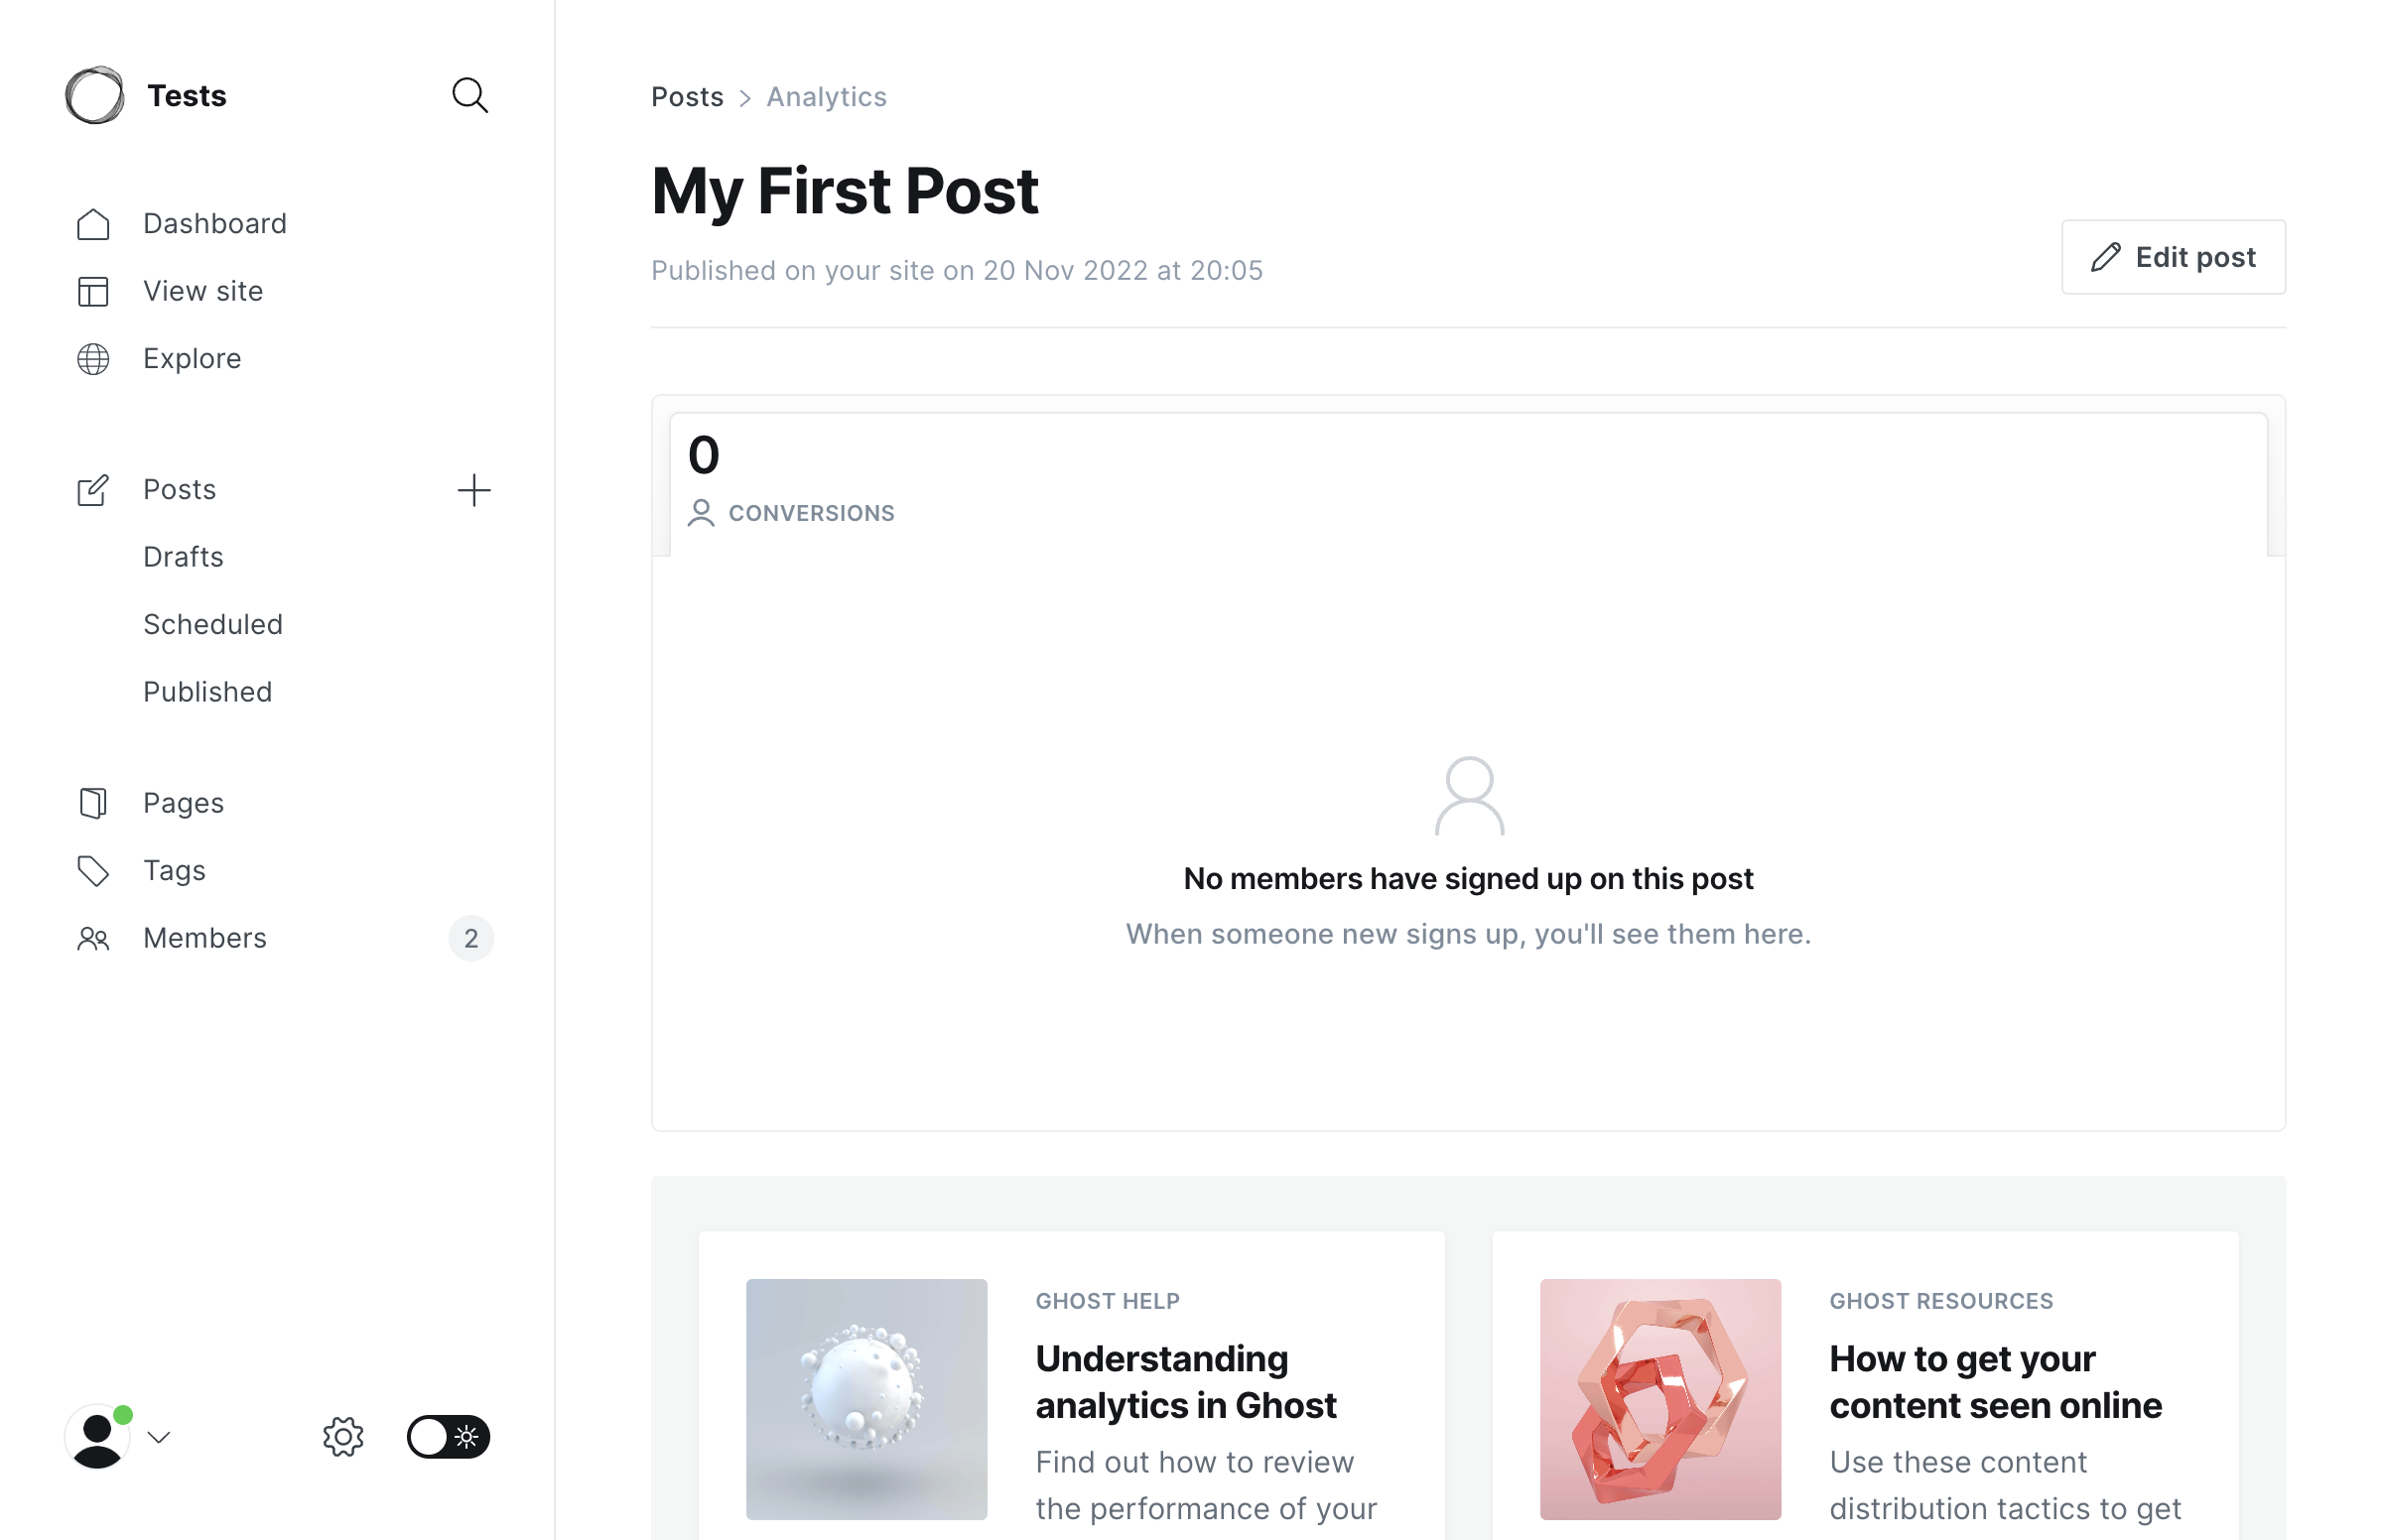 Tests
Dashboard
View site
Explore
Posts
Drafts
Scheduled
Published
Pages
Tags
Members 2
Posts > Analytics
My First Post
Published on your site on 20 Nov 2022 at 20:05
Edit post
0
CONVERSIONS
No members have signed up on this post
When someone new signs up, you'll see them here.
GHOST HELP
Understanding
analytics in Ghost
Find out how to review
the performance of your
GHOST RESOURCES
How to get your
content seen online
Use these content
distribution tactics to get